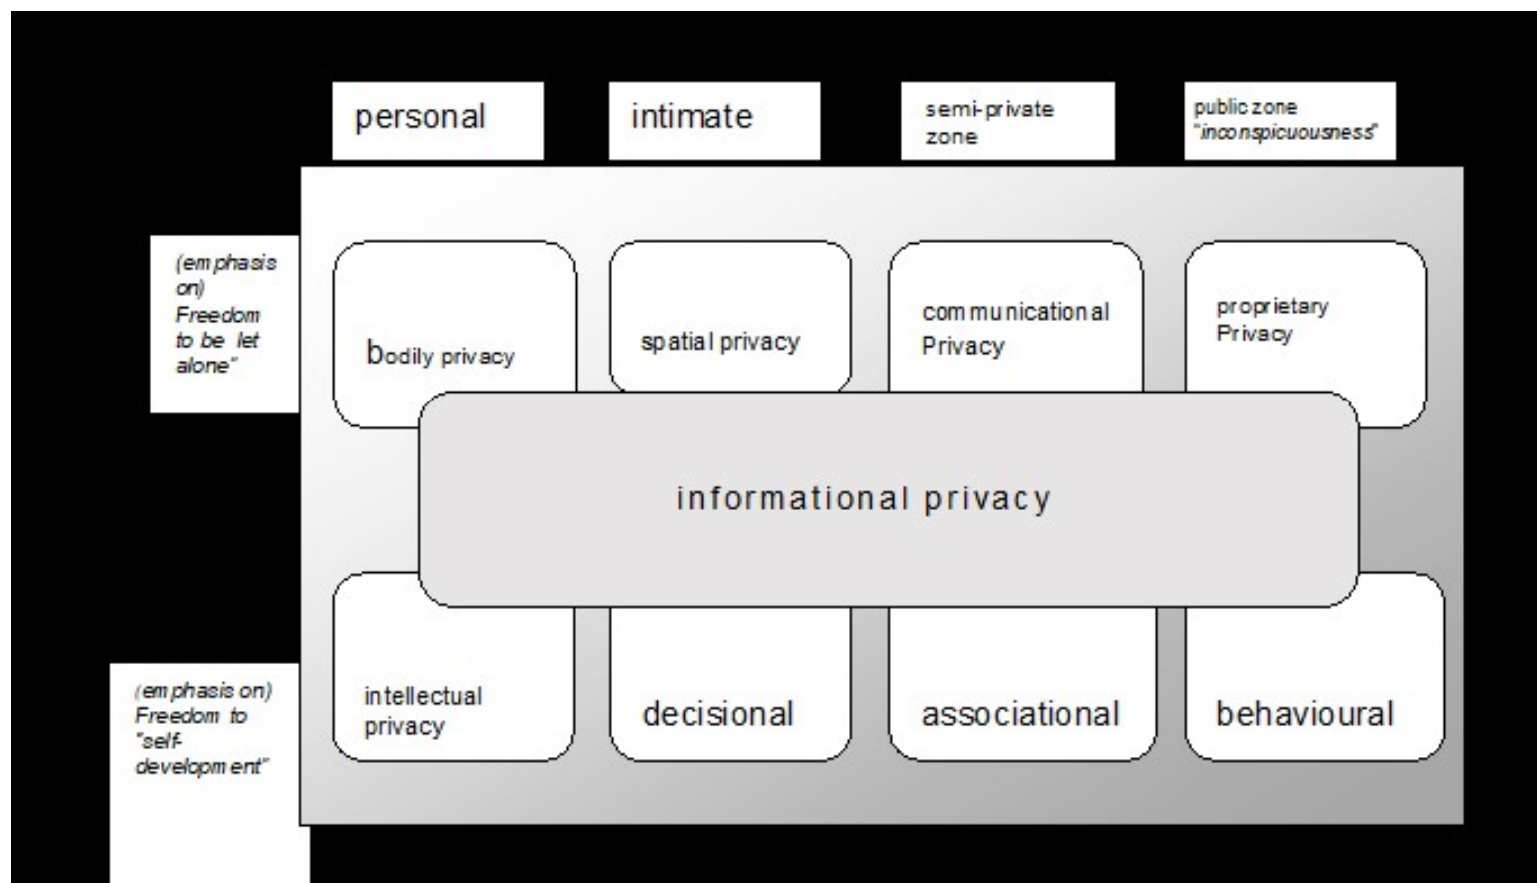 personal
intimate
semi-private
zone
public zone
"inconspicuousness"
(emphasis
on)
Freedom
to be let
alone"
bodily privacy
spatial privacy
communicational
Privacy
proprietary
Privacy
informational privacy
(emphasis on)
Freedom to
"self-
development"
intellectual
privacy
decisional
associational
behavioural